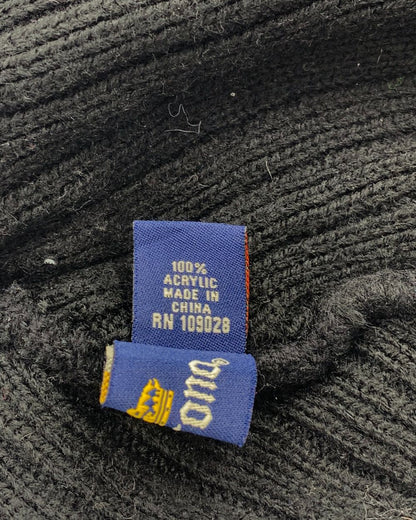 100%
ACRYLIC
MADE IN
CHINA
RN 109028